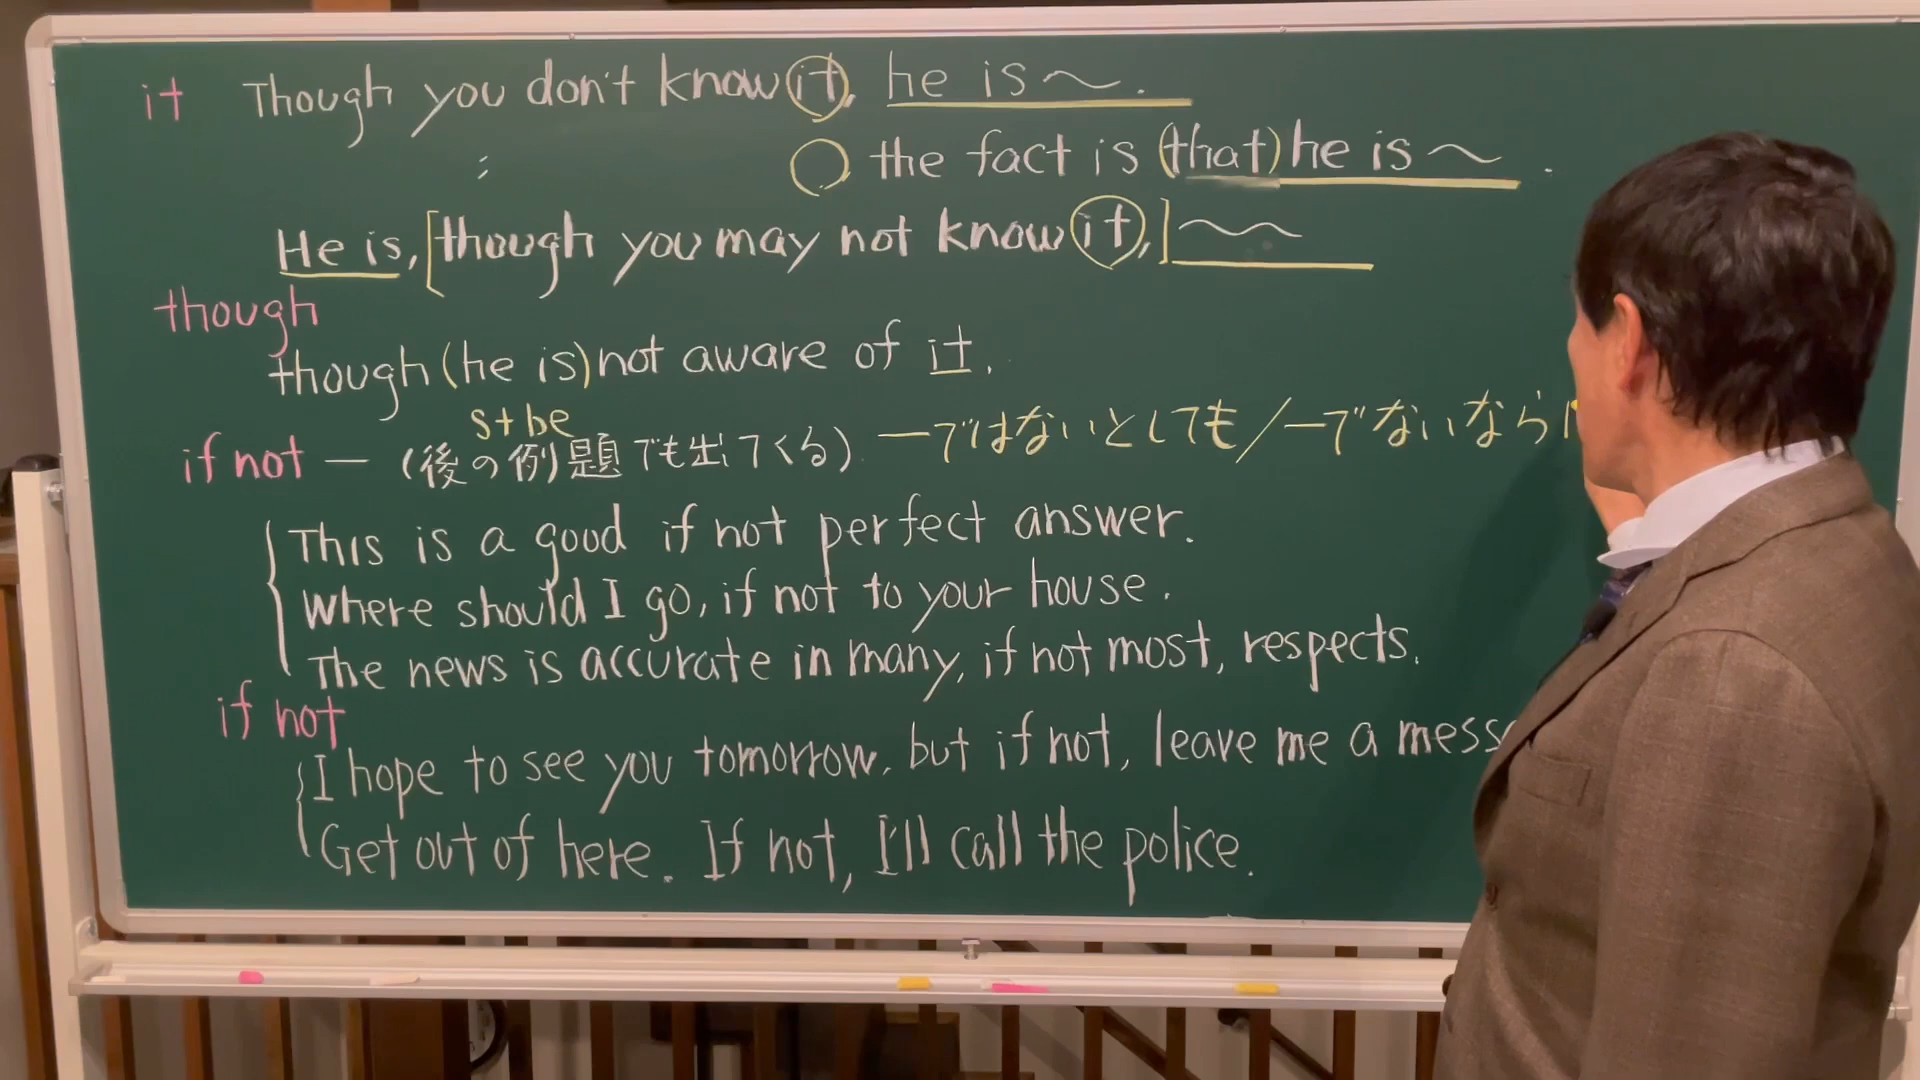 it Though you don't know it, he is ～.
the fact is (that) he is ～.
He is, [though you may not know it,] ～～
though
though (he is) not aware of it.
s+be
if not — (後の例題でも出てくる) —ではないとしても/—でないなら
This is a good if not perfect answer.
Where should I go, if not to your house.
The news is accurate in many, if not most, respects.
if not
I hope to see you tomorrow, but if not, leave me a mess
Get out of here. If not, I'll call the police.